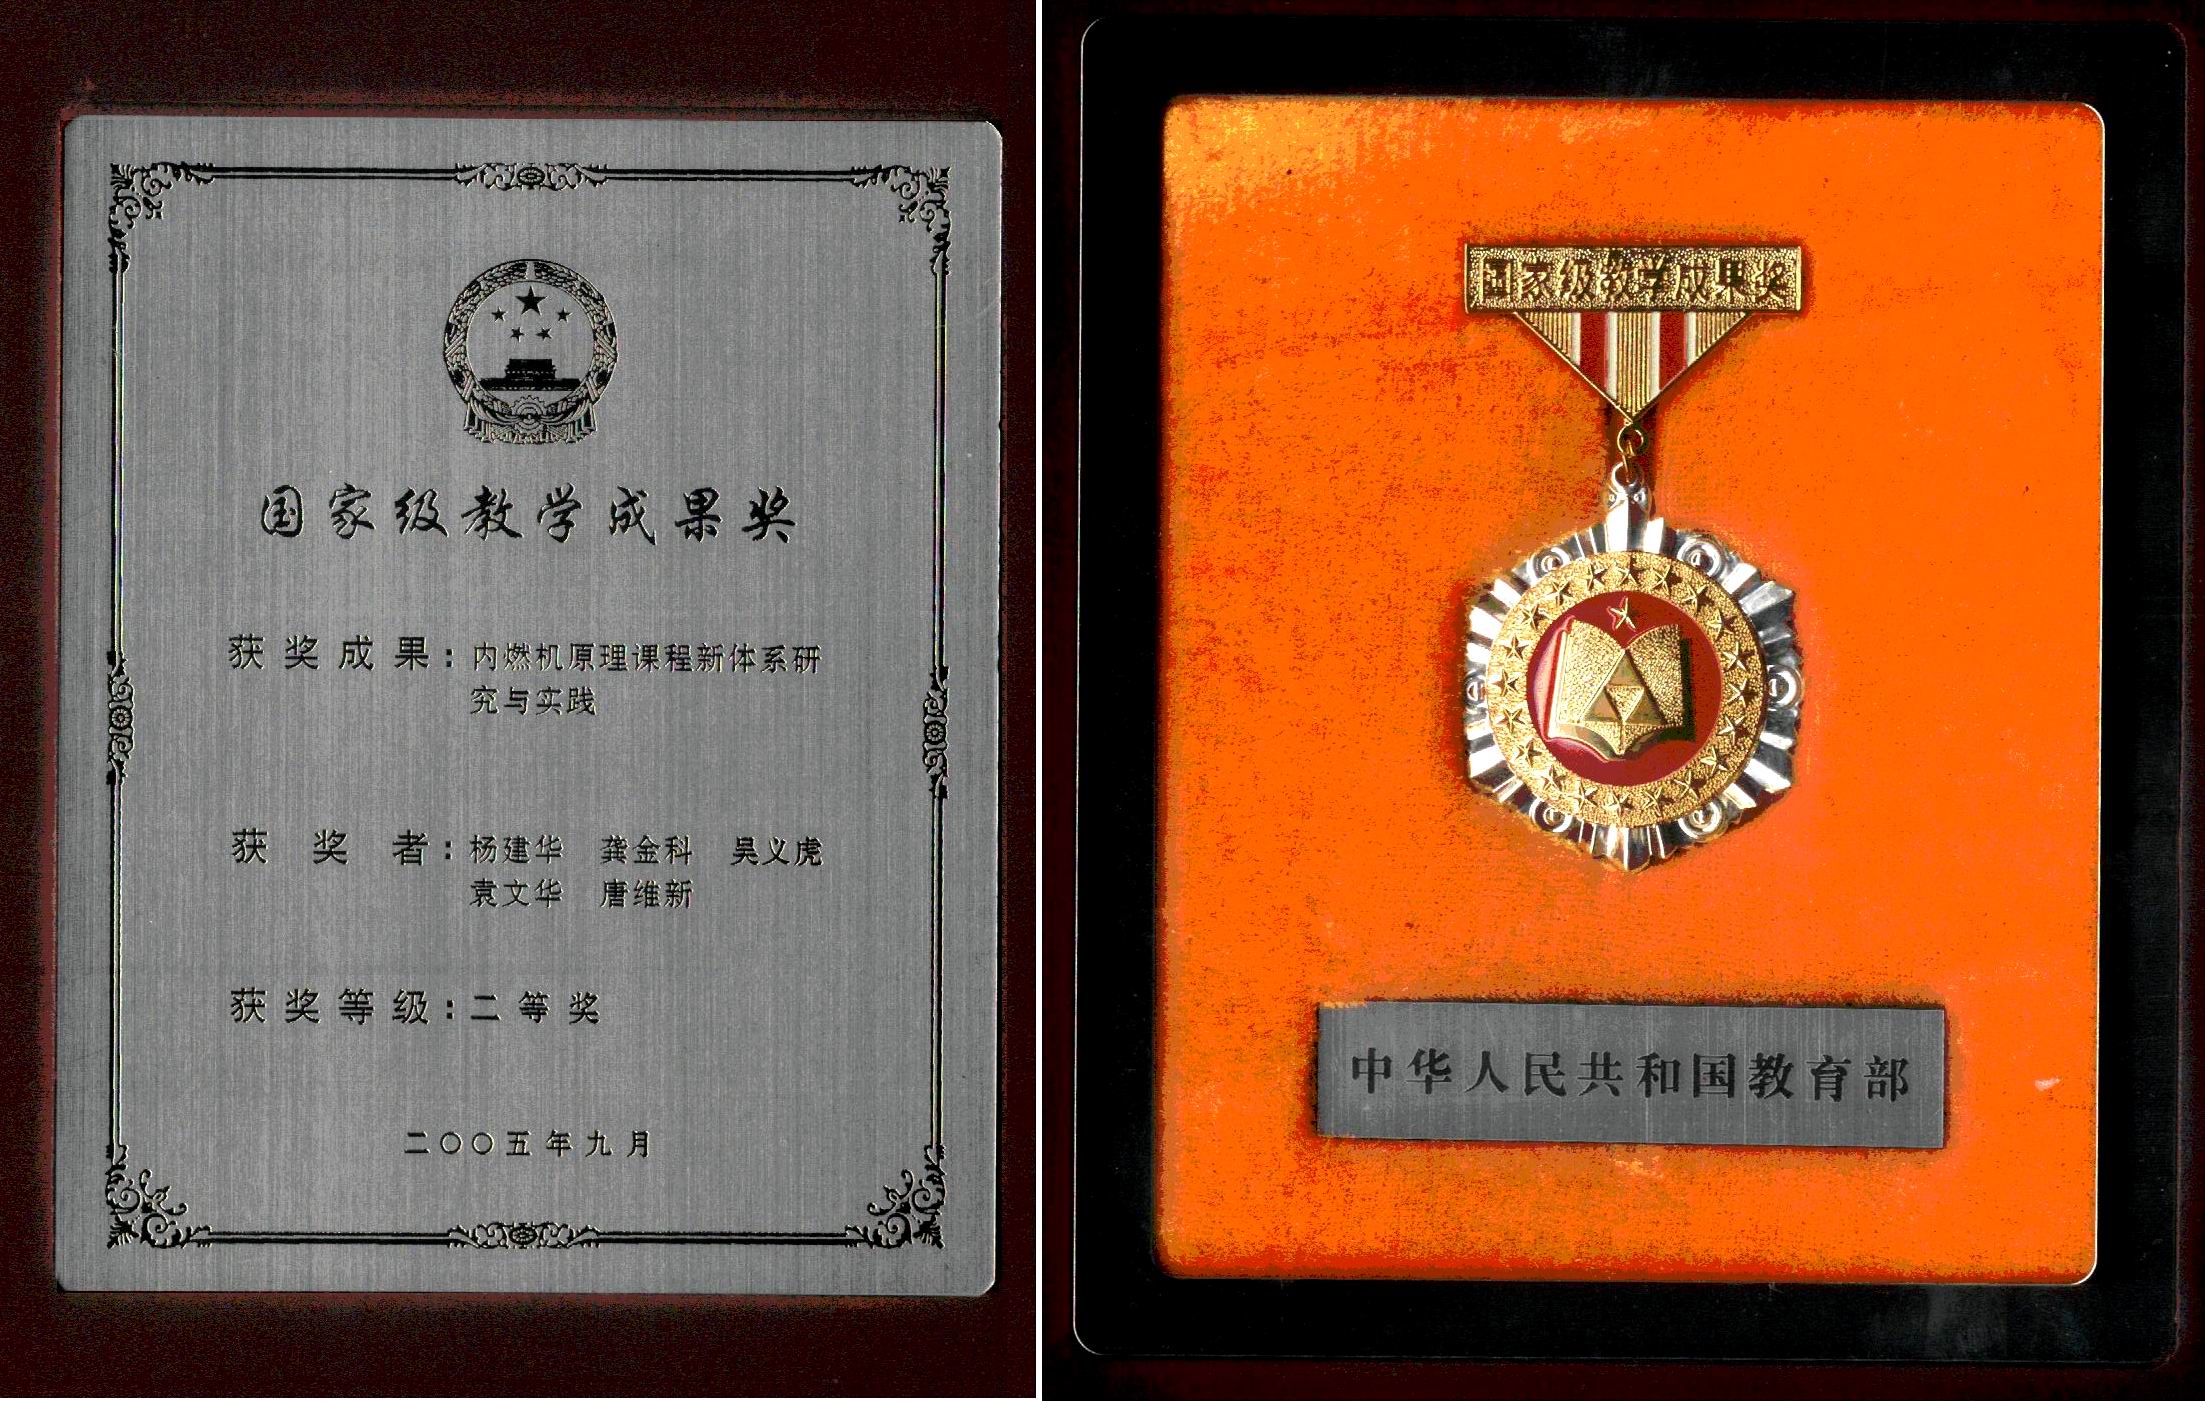 国家级教学成果奖
获奖成果：内燃机原理课程新体系研
究与实践
获奖者：杨建华 龚金科 吴义虎
袁文华 唐维新
获奖等级：二等奖
二〇〇五年九月
国家级教学成果奖
中华人民共和国教育部